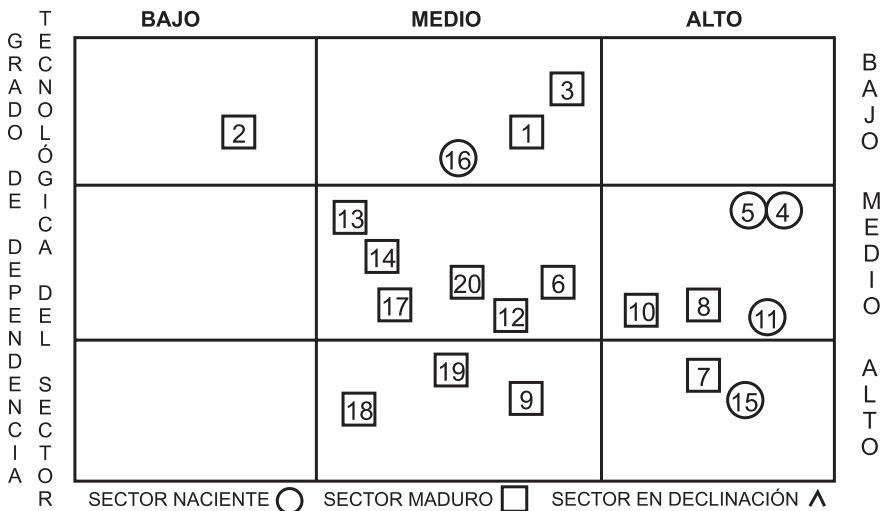 BAJO MEDIO ALTO
GRADO DE DEPENDENCIA
TECNOLÓGICA DEL SECTOR
BAJO
MEDIO
ALTO
3
2 1
16
13 5 4
14
20 6
17 12 10 8 11
19 7
18 9 15
SECTOR NACIENTE SECTOR MADURO SECTOR EN DECLINACIÓN